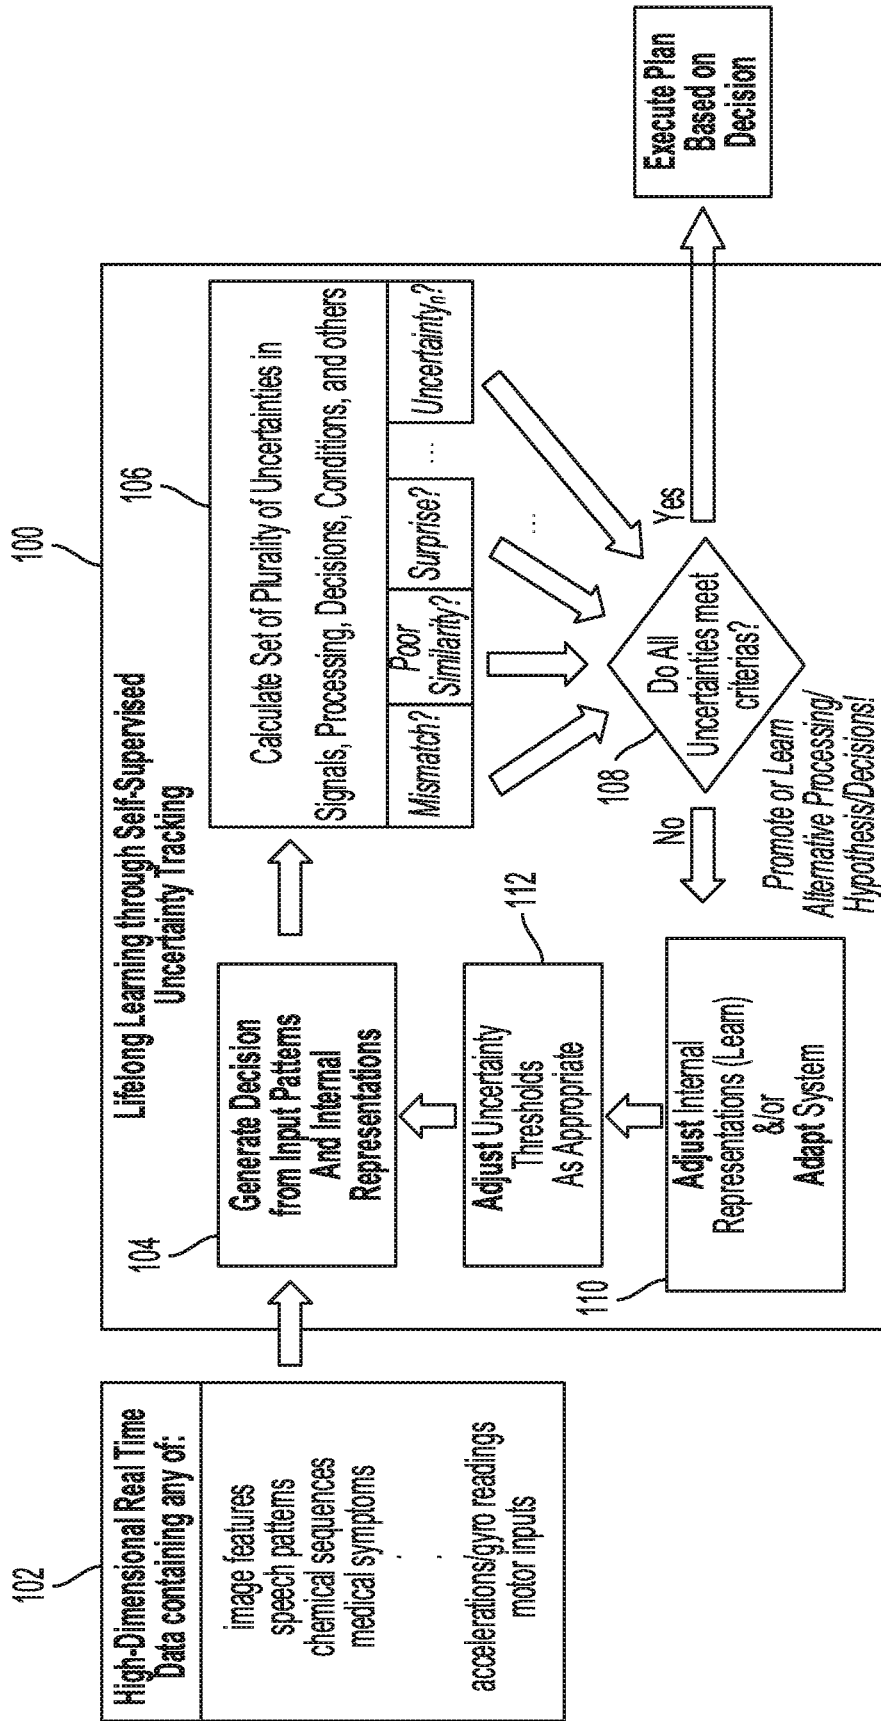 102
High-Dimensional Real Time
Data containing any of:
image features
speech patterns
chemical sequences
medical symptoms
.
.
accelerations/gyro readings
motor inputs
100
Lifelong Learning through Self-Supervised
Uncertainty Tracking
104
Generate Decision
from Input Patterns
And Internal
Representations
106
Calculate Set of Plurality of Uncertainties in
Signals, Processing, Decisions, Conditions, and others
Mismatch?
Poor
Similarity?
Surprise?
...
Uncertaintyₙ?
...
108
Do All
Uncertainties meet
criterias?
Yes
No
Promote or Learn
Alternative Processing/
Hypothesis/Decisions!
112
Adjust Uncertainty
Thresholds
As Appropriate
110
Adjust Internal
Representations (Learn)
&/or
Adapt System
Execute Plan
Based on
Decision